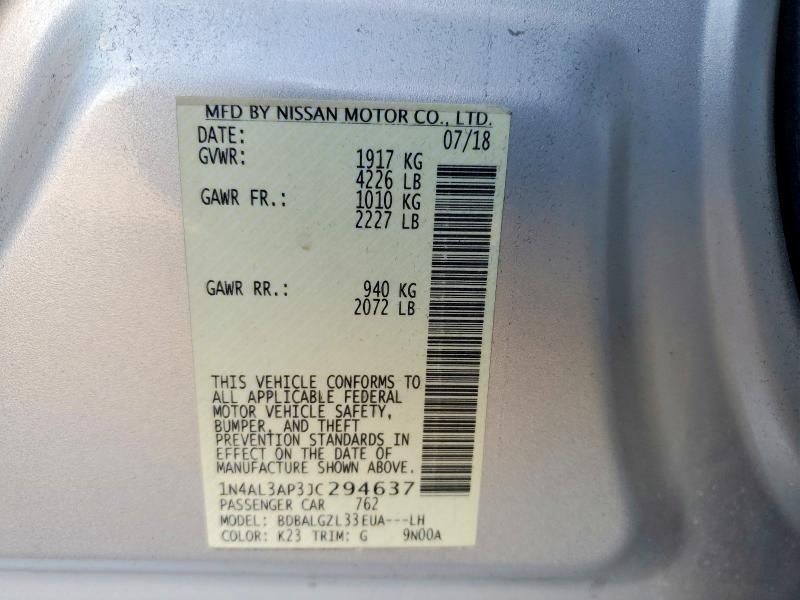 MFD BY NISSAN MOTOR CO., LTD.
DATE: 07/18
GVWR: 1917 KG
4226 LB
GAWR FR.: 1010 KG
2227 LB
GAWR RR.: 940 KG
2072 LB
THIS VEHICLE CONFORMS TO
ALL APPLICABLE FEDERAL
MOTOR VEHICLE SAFETY,
BUMPER, AND THEFT
PREVENTION STANDARDS IN
EFFECT ON THE DATE OF
MANUFACTURE SHOWN ABOVE.
1N4AL3AP3JC294637
PASSENGER CAR 762
MODEL: BDBALGZL33EUA---LH
COLOR: K23 TRIM: G 9N00A